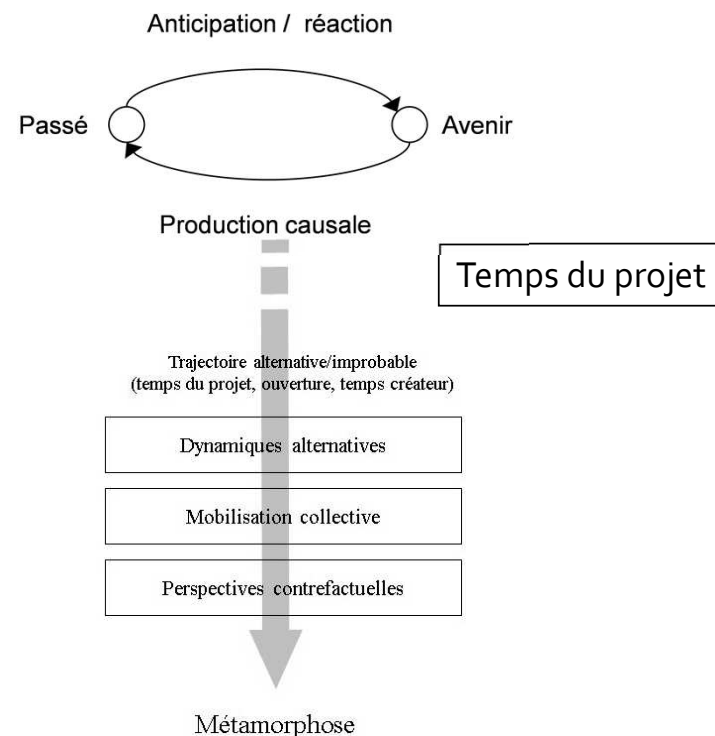 Anticipation / réaction
Passé
Avenir
Production causale
Temps du projet
Trajectoire alternative/improbable
(temps du projet, ouverture, temps créateur)
Dynamiques alternatives
Mobilisation collective
Perspectives contrefactuelles
Métamorphose